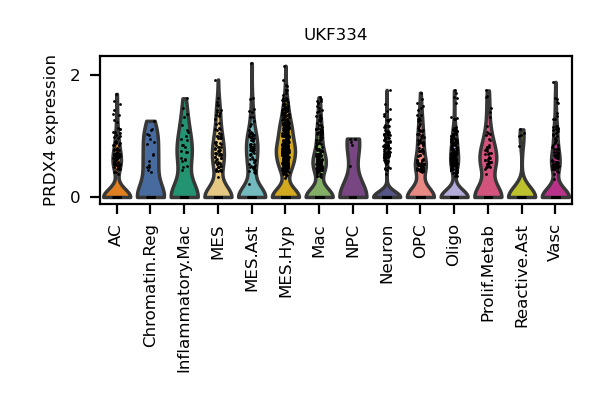 UKF334
PRDX4 expression
2
0
AC
Chromatin.Reg
Inflammatory.Mac
MES
MES.Ast
MES.Hyp
Mac
NPC
Neuron
OPC
Oligo
Prolif.Metab
Reactive.Ast
Vasc